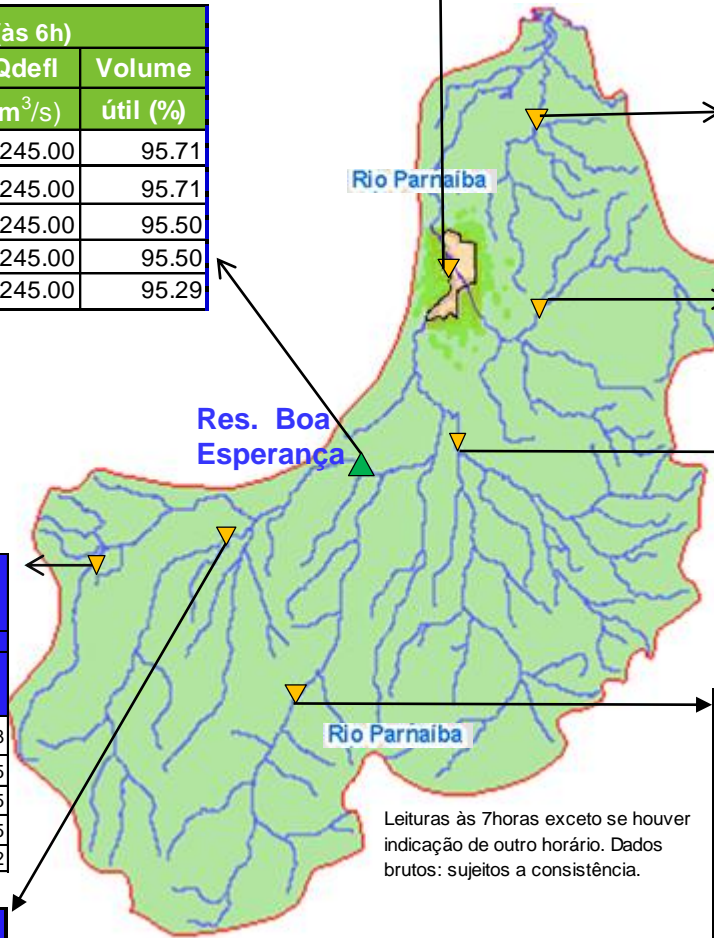 (às 6h)
Qdefl Volume
(m³/s) útil (%)
245.00 95.71
245.00 95.71
245.00 95.50
245.00 95.50
245.00 95.29
Rio Parnaíba
Res. Boa
Esperança
Rio Parnaíba
Leituras às 7horas exceto se houver
indicação de outro horário. Dados
brutos: sujeitos a consistência.